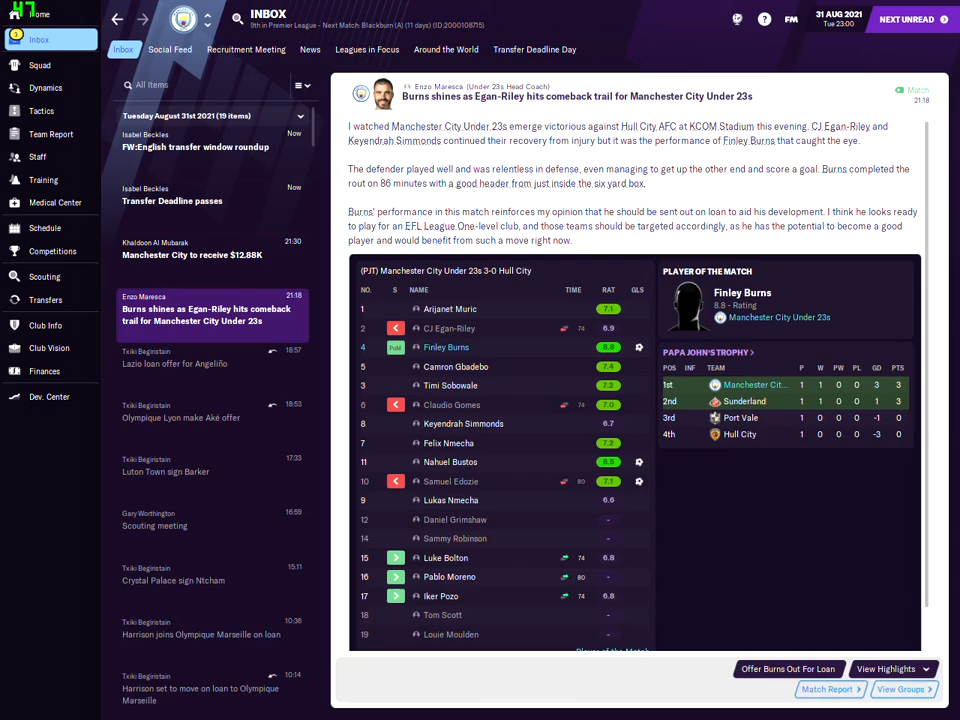 47
Home
INBOX
9th in Premier League - Next Match: Blackburn (A) (11 days) (ID:2000108715)
FM
31 AUG 2021
Tue 23:00
NEXT UNREAD
3
Inbox
Squad
Dynamics
Tactics
Team Report
Staff
Training
Medical Center
Schedule
Competitions
Scouting
Transfers
Club Info
Club Vision
Finances
Dev. Center
Inbox
Social Feed
Recruitment Meeting
News
Leagues in Focus
Around the World
Transfer Deadline Day
All Items
Tuesday August 31st 2021 (19 items)
Isabel Beckles Now
FW:English transfer window roundup
Isabel Beckles Now
Transfer Deadline passes
Khaldoon Al Mubarak 21:30
Manchester City to receive $12.88K
Enzo Maresca 21:18
Burns shines as Egan-Riley hits comeback
trail for Manchester City Under 23s
Txiki Begiristain 18:57
Lazio loan offer for Angeliño
Txiki Begiristain 18:53
Olympique Lyon make Aké offer
Txiki Begiristain 17:33
Luton Town sign Barker
Gary Worthington 16:59
Scouting meeting
Txiki Begiristain 15:11
Crystal Palace sign Ntcham
Txiki Begiristain 10:36
Harrison joins Olympique Marseille on loan
Txiki Begiristain 10:14
Harrison set to move on loan to Olympique
Marseille
Enzo Maresca (Under 23s Head Coach)
Burns shines as Egan-Riley hits comeback trail for Manchester City Under 23s
Match
21:18
I watched Manchester City Under 23s emerge victorious against Hull City AFC at KCOM Stadium this evening. CJ Egan-Riley and
Keyendrah Simmonds continued their recovery from injury but it was the performance of Finley Burns that caught the eye.
The defender played well and was relentless in defense, even managing to get up the other end and score a goal. Burns completed the
rout on 86 minutes with a good header from just inside the six yard box.
Burns' performance in this match reinforces my opinion that he should be sent out on loan to aid his development. I think he looks ready
to play for an EFL League One-level club, and those teams should be targeted accordingly, as he has the potential to become a good
player and would benefit from such a move right now.
(PJT) Manchester City Under 23s 3-0 Hull City
NO. S NAME TIME RAT GLS
1 Arijanet Muric 7.1
2 CJ Egan-Riley 74 6.9
4 PoM Finley Burns 8.8
5 Camron Gbadebo 7.4
3 Timi Sobowale 7.2
6 Claudio Gomes 74 7.0
8 Keyendrah Simmonds 6.7
7 Felix Nmecha 7.2
11 Nahuel Bustos 8.5
10 Samuel Edozie 80 7.1
9 Lukas Nmecha 6.6
12 Daniel Grimshaw -
14 Sammy Robinson -
15 Luke Bolton 74 6.8
16 Pablo Moreno 80 -
17 Iker Pozo 74 6.8
18 Tom Scott -
19 Louie Moulden -
Player of the Match
PLAYER OF THE MATCH
Finley Burns
8.8 - Rating
Manchester City Under 23s
PAPA JOHN'S TROPHY >
POS INF TEAM P W PW PL GD PTS
1st Manchester Cit... 1 1 0 0 3 3
2nd Sunderland 1 1 0 0 1 3
3rd Port Vale 1 0 0 0 -1 0
4th Hull City 1 0 0 0 -3 0
Offer Burns Out For Loan
View Highlights
Match Report >
View Groups >